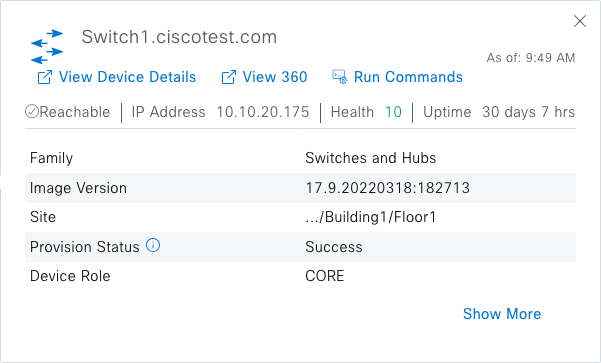 Switch1.ciscotest.com
As of: 9:49 AM
View Device Details View 360 Run Commands
Reachable IP Address 10.10.20.175 Health 10 Uptime 30 days 7 hrs
Family Switches and Hubs
Image Version 17.9.20220318:182713
Site .../Building1/Floor1
Provision Status Success
Device Role CORE
Show More